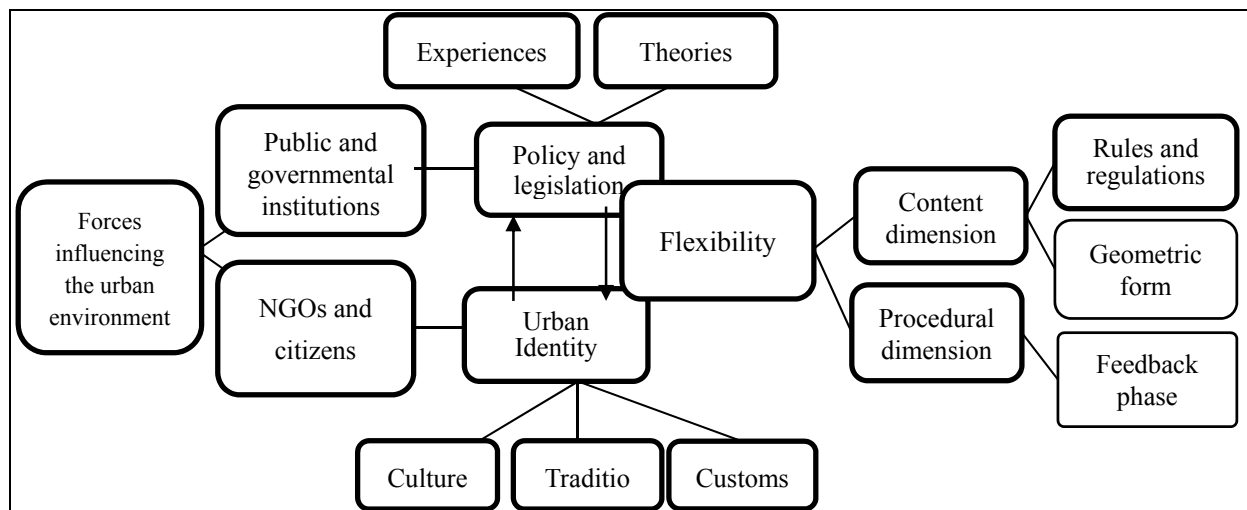 Experiences
Theories
Public and
governmental
institutions
Policy and
legislation
Rules and
regulations
Content
dimension
Flexibility
Forces
influencing
the urban
environment
Geometric
form
NGOs and
citizens
Urban
Identity
Procedural
dimension
Feedback
phase
Culture
Traditio
Customs